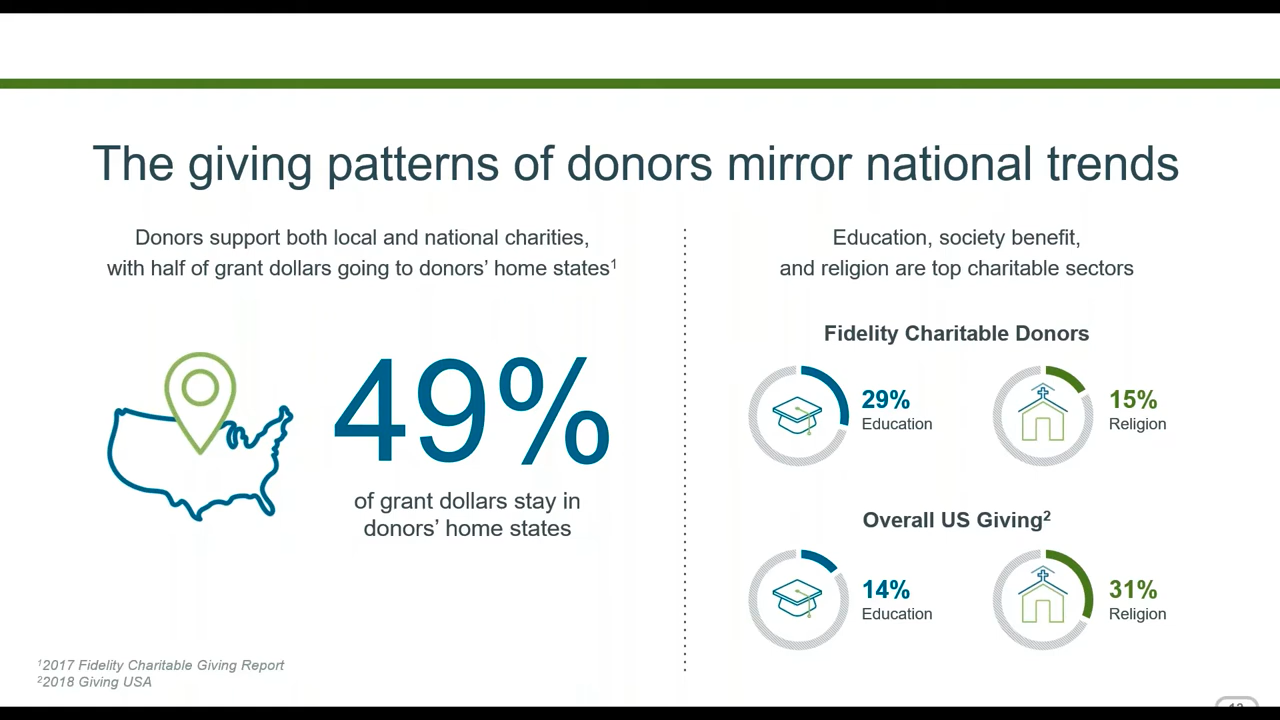 The giving patterns of donors mirror national trends
Donors support both local and national charities,
with half of grant dollars going to donors’ home states¹
49%
of grant dollars stay in
donors’ home states
Education, society benefit,
and religion are top charitable sectors
Fidelity Charitable Donors
29%
Education
15%
Religion
Overall US Giving²
14%
Education
31%
Religion
¹2017 Fidelity Charitable Giving Report
²2018 Giving USA